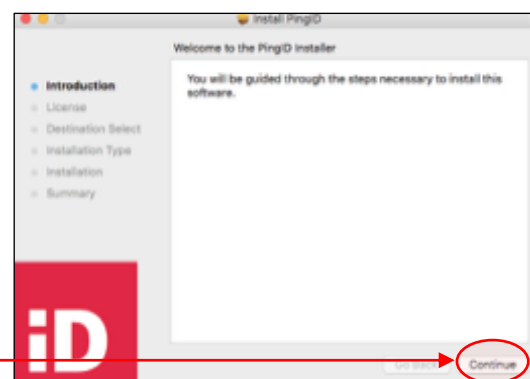 Install PingID
Welcome to the PingID Installer
You will be guided through the steps necessary to install this
software.
Introduction
License
Destination Select
Installation Type
Installation
Summary
iD
Go Back
Continue